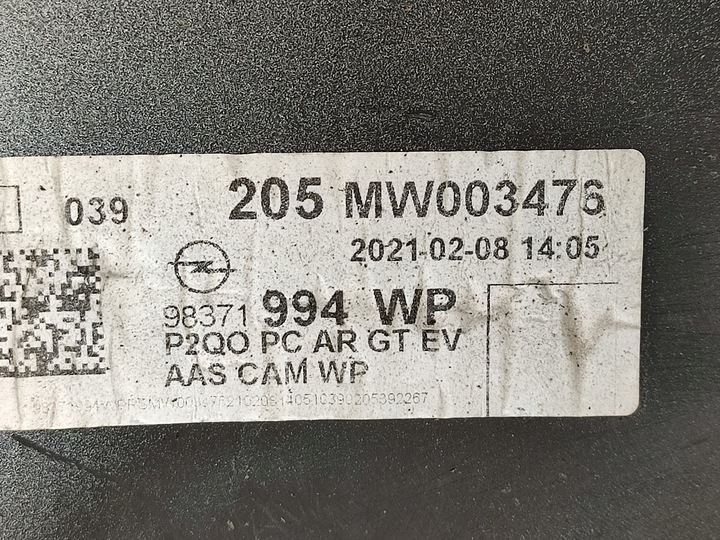 039
205 MW003476
2021-02-08 14:05
98371 994 WP
P2QO PC AR GT EV
AAS CAM WP